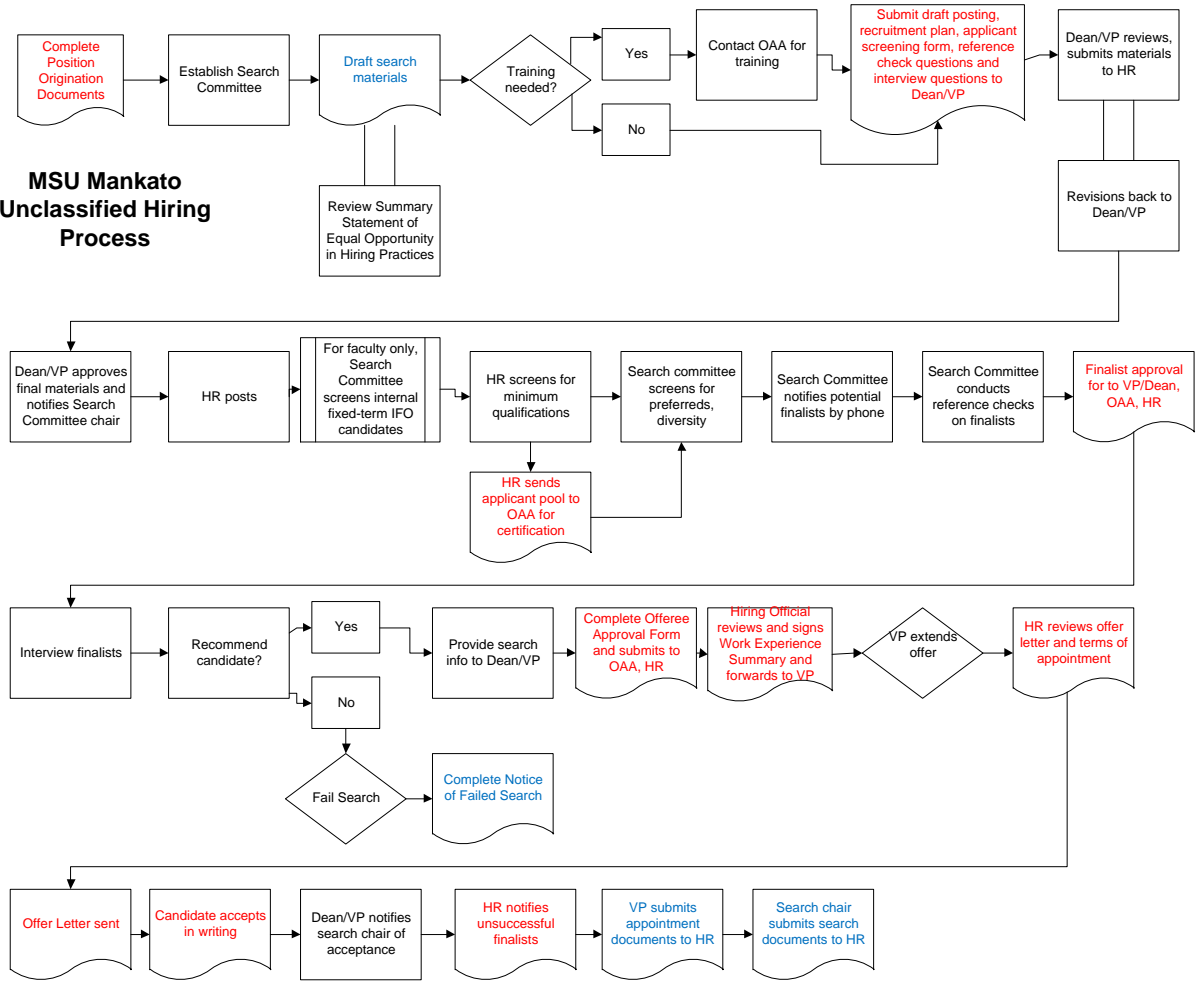 Complete
Position
Origination
Documents
Establish Search
Committee
Draft search
materials
Training
needed?
Yes
No
Contact OAA for
training
Submit draft posting,
recruitment plan, applicant
screening form, reference
check questions and
interview questions to
Dean/VP
Dean/VP reviews,
submits materials
to HR
MSU Mankato
Unclassified Hiring
Process
Review Summary
Statement of
Equal Opportunity
in Hiring Practices
Revisions back to
Dean/VP
Dean/VP approves
final materials and
notifies Search
Committee chair
HR posts
For faculty only,
Search
Committee
screens internal
fixed-term IFO
candidates
HR screens for
minimum
qualifications
Search committee
screens for
preferreds,
diversity
Search Committee
notifies potential
finalists by phone
Search Committee
conducts
reference checks
on finalists
Finalist approval
for to VP/Dean,
OAA, HR
HR sends
applicant pool to
OAA for
certification
Interview finalists
Recommend
candidate?
Yes
No
Provide search
info to Dean/VP
Complete Offeree
Approval Form
and submits to
OAA, HR
Hiring Official
reviews and signs
Work Experience
Summary and
forwards to VP
VP extends
offer
HR reviews offer
letter and terms of
appointment
Fail Search
Complete Notice
of Failed Search
Offer Letter sent
Candidate accepts
in writing
Dean/VP notifies
search chair of
acceptance
HR notifies
unsuccessful
finalists
VP submits
appointment
documents to HR
Search chair
submits search
documents to HR